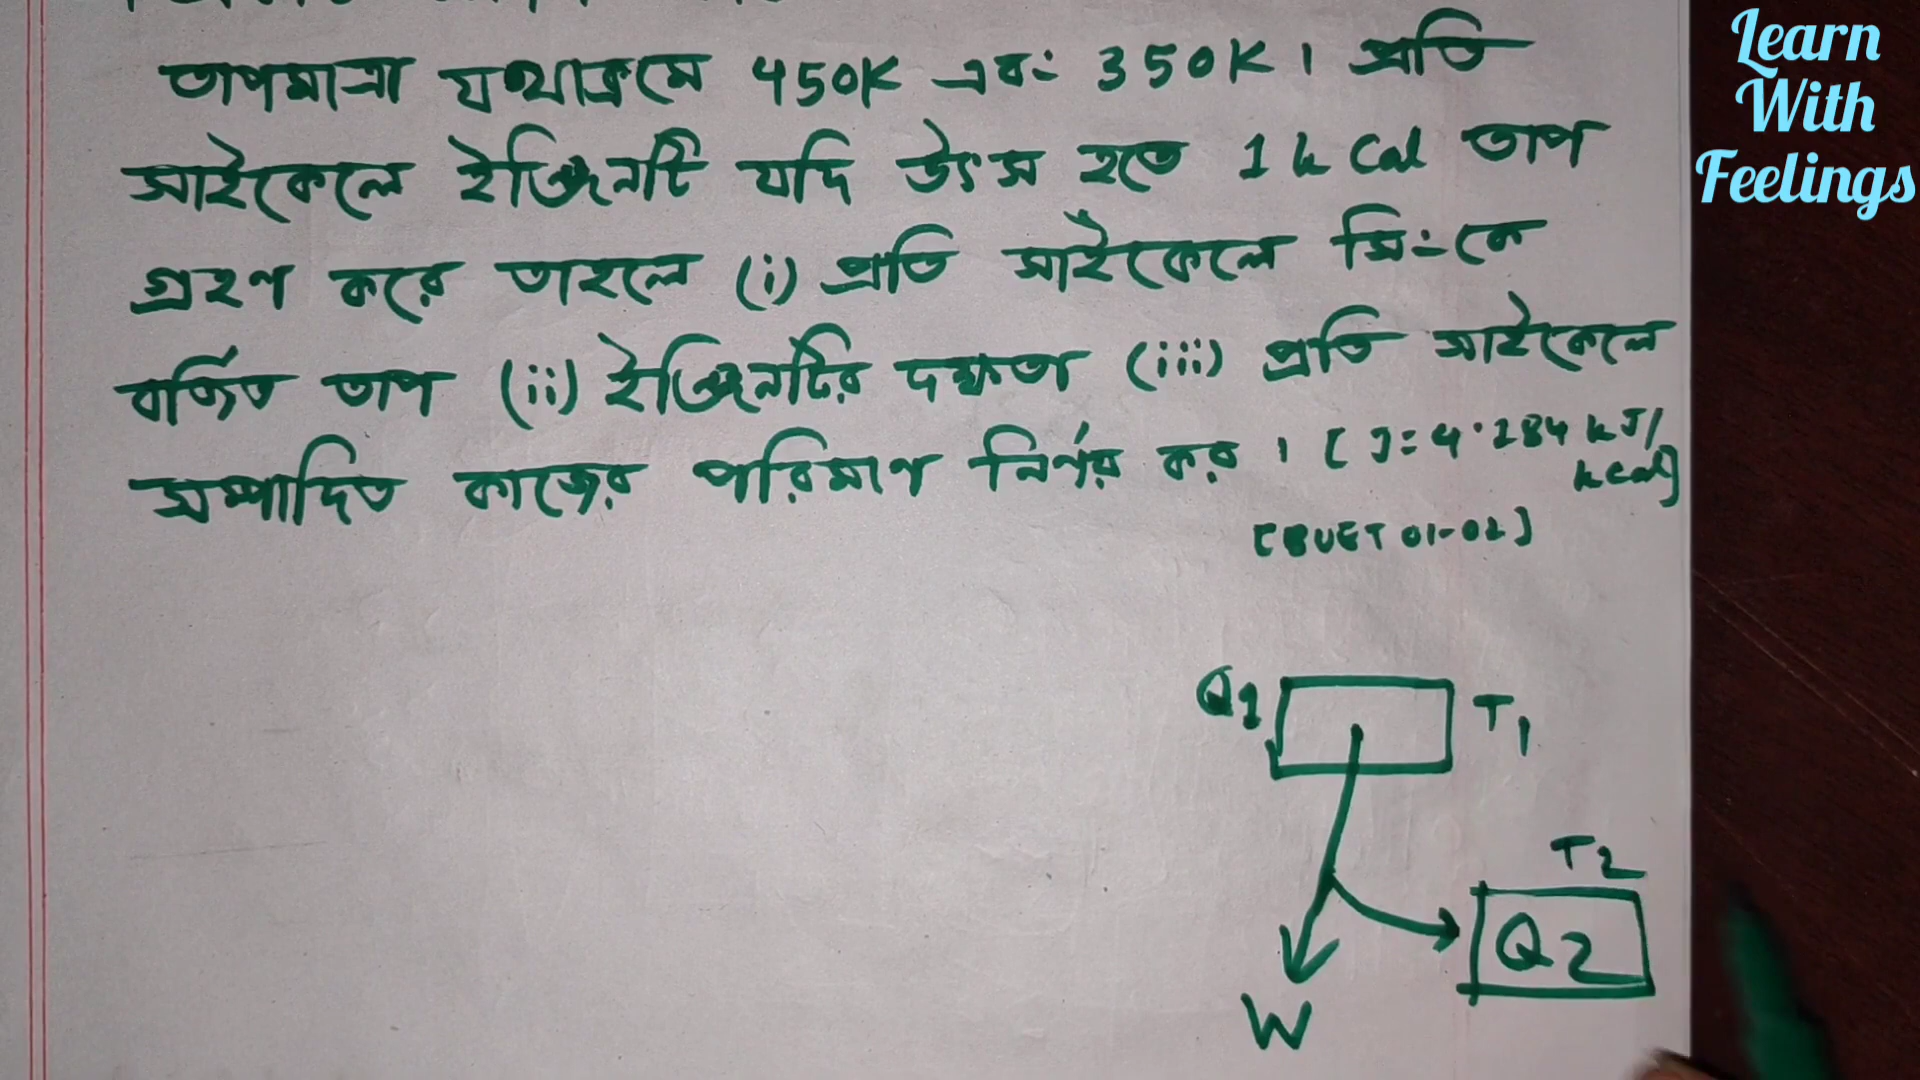 তাপমাত্রা যথাক্রমে 450K এবং 350K। প্রতি
সাইকেলে ইঞ্জিনটি যদি উৎস হতে 1 k Cal তাপ
গ্রহণ করে তাহলে (i) প্রতি সাইকেলে সিংকে
বর্জিত তাপ (ii) ইঞ্জিনটির দক্ষতা (iii) প্রতি সাইকেলে
সম্পাদিত কাজের পরিমাণ নির্ণয় কর। [J = 4.184 kJ/
kCal]
[BUET 01-02]
Q1 T1
T2
Q2
W
Learn
With
Feelings